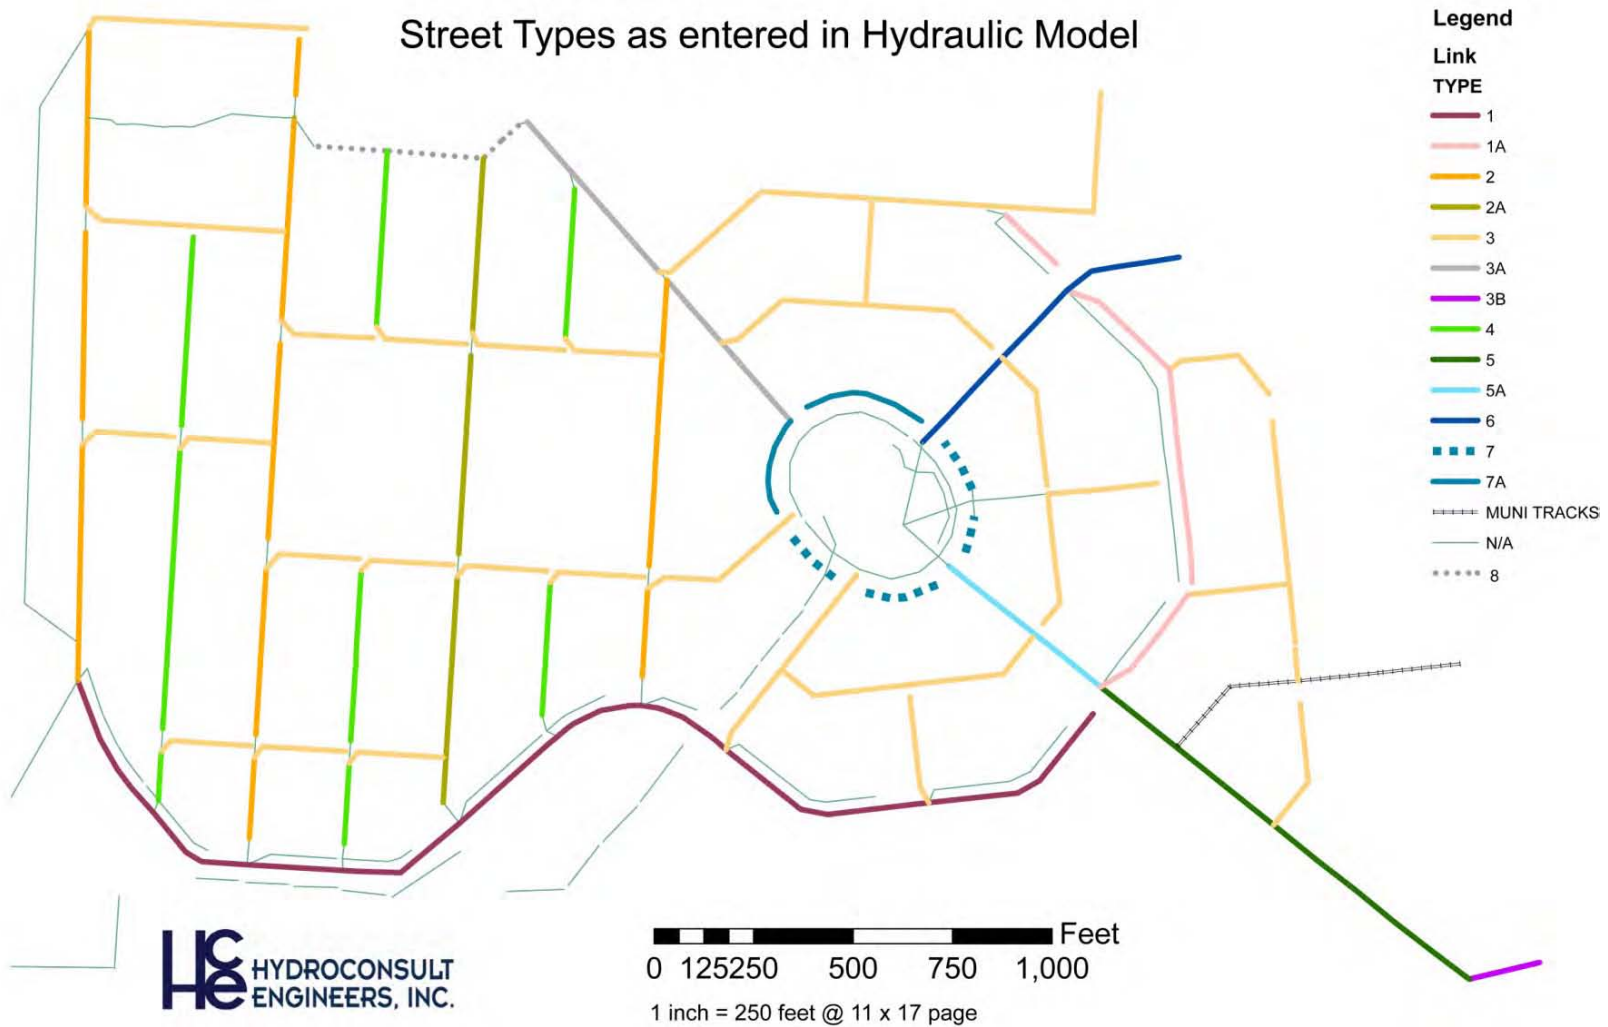 Street Types as entered in Hydraulic Model
Legend
Link
TYPE
1
1A
2
2A
3
3A
3B
4
5
5A
6
7
7A
MUNI TRACKS
N/A
8
HCe HYDROCONSULT
ENGINEERS, INC.
Feet
0 125250 500 750 1,000
1 inch = 250 feet @ 11 x 17 page